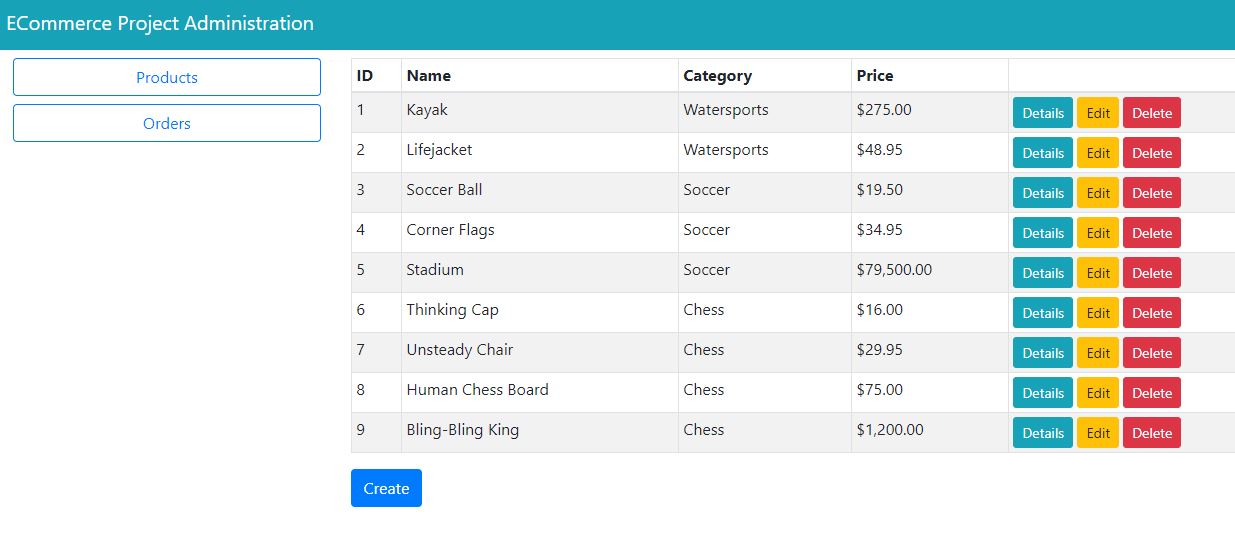 ECommerce Project Administration
Products
Orders
ID Name Category Price
1 Kayak Watersports $275.00 Details Edit Delete
2 Lifejacket Watersports $48.95 Details Edit Delete
3 Soccer Ball Soccer $19.50 Details Edit Delete
4 Corner Flags Soccer $34.95 Details Edit Delete
5 Stadium Soccer $79,500.00 Details Edit Delete
6 Thinking Cap Chess $16.00 Details Edit Delete
7 Unsteady Chair Chess $29.95 Details Edit Delete
8 Human Chess Board Chess $75.00 Details Edit Delete
9 Bling-Bling King Chess $1,200.00 Details Edit Delete
Create